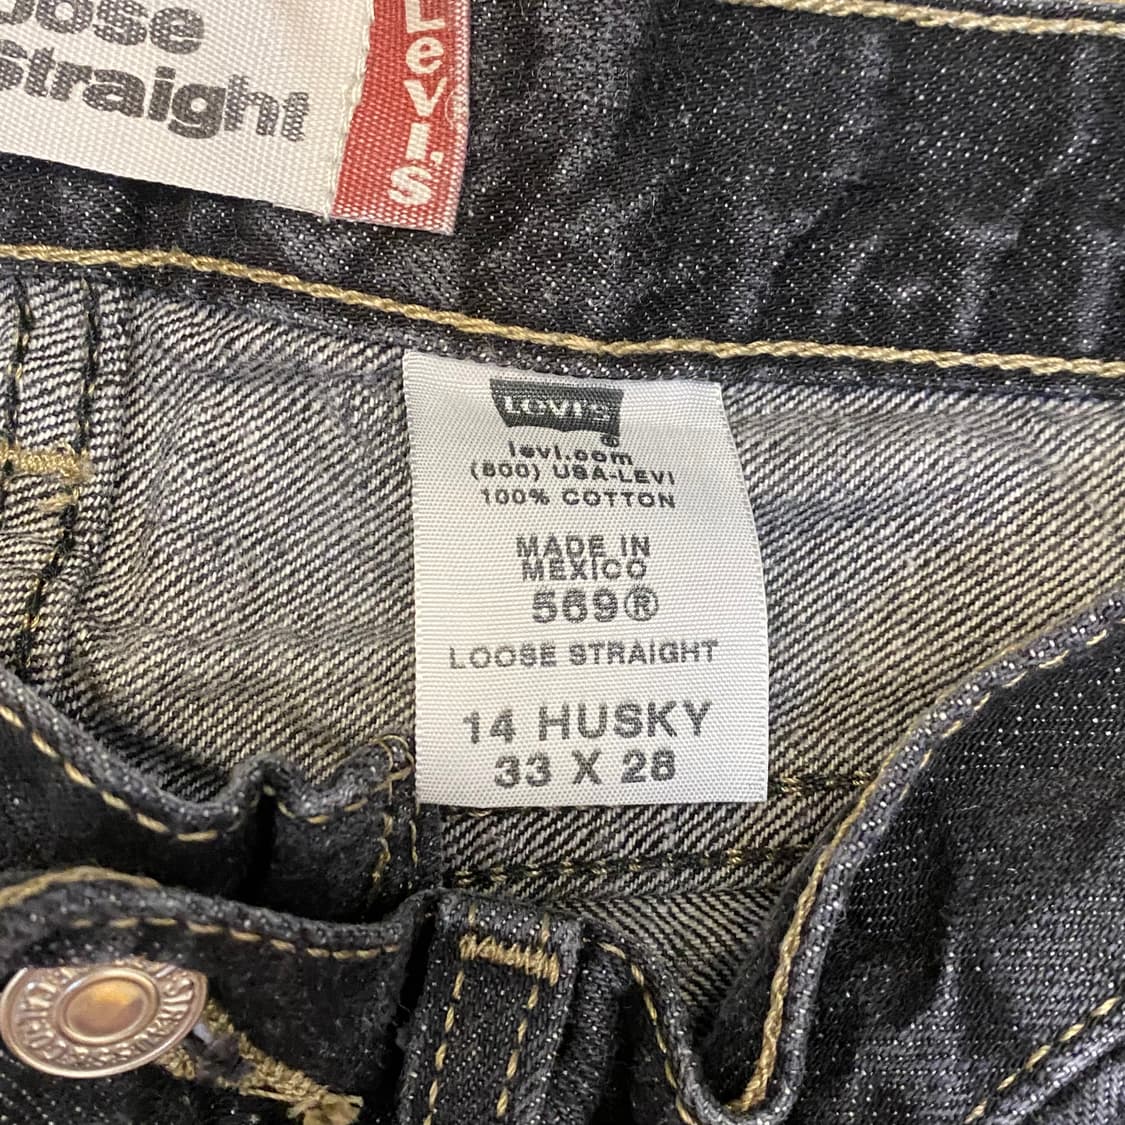 oose
straight
Levi's
Levi's
®
levi.com
(800) USA-LEVI
100% COTTON
MADE IN
MEXICO
569®
LOOSE STRAIGHT
14 HUSKY
33 X 28